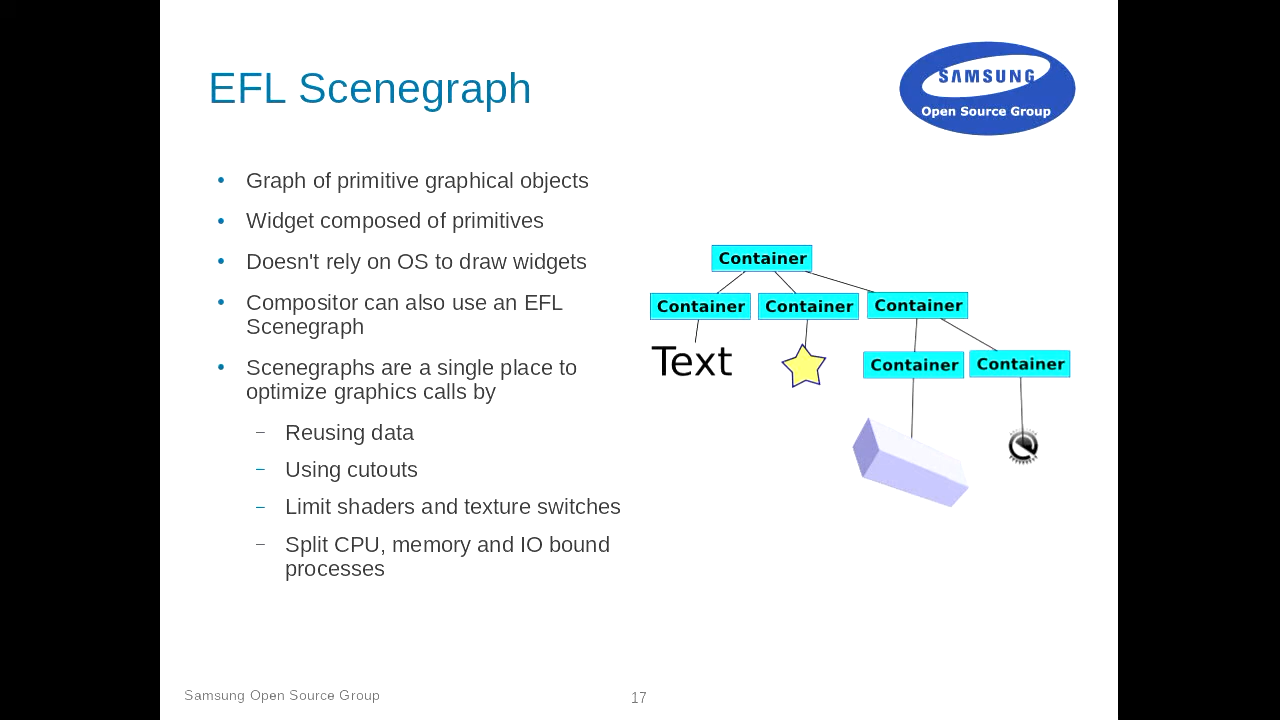 EFL Scenegraph
SAMSUNG
Open Source Group
• Graph of primitive graphical objects
• Widget composed of primitives
• Doesn't rely on OS to draw widgets
• Compositor can also use an EFL
Scenegraph
• Scenegraphs are a single place to
optimize graphics calls by
– Reusing data
– Using cutouts
– Limit shaders and texture switches
– Split CPU, memory and IO bound
processes
Container
Container Container Container
Text
Container Container
Samsung Open Source Group
17